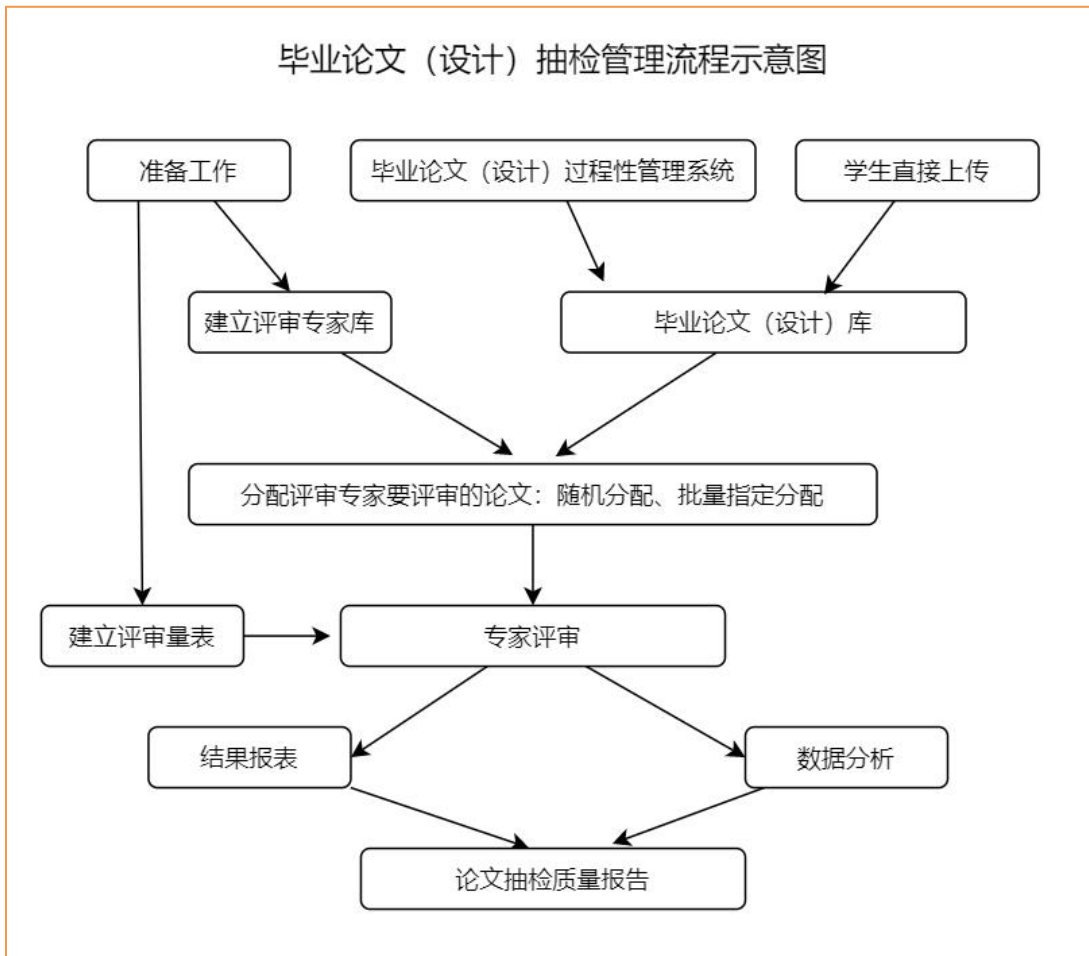 毕业论文（设计）抽检管理流程示意图
准备工作
毕业论文（设计）过程性管理系统
学生直接上传
建立评审专家库
毕业论文（设计）库
分配评审专家要评审的论文：随机分配、批量指定分配
建立评审量表
专家评审
结果报表
数据分析
论文抽检质量报告